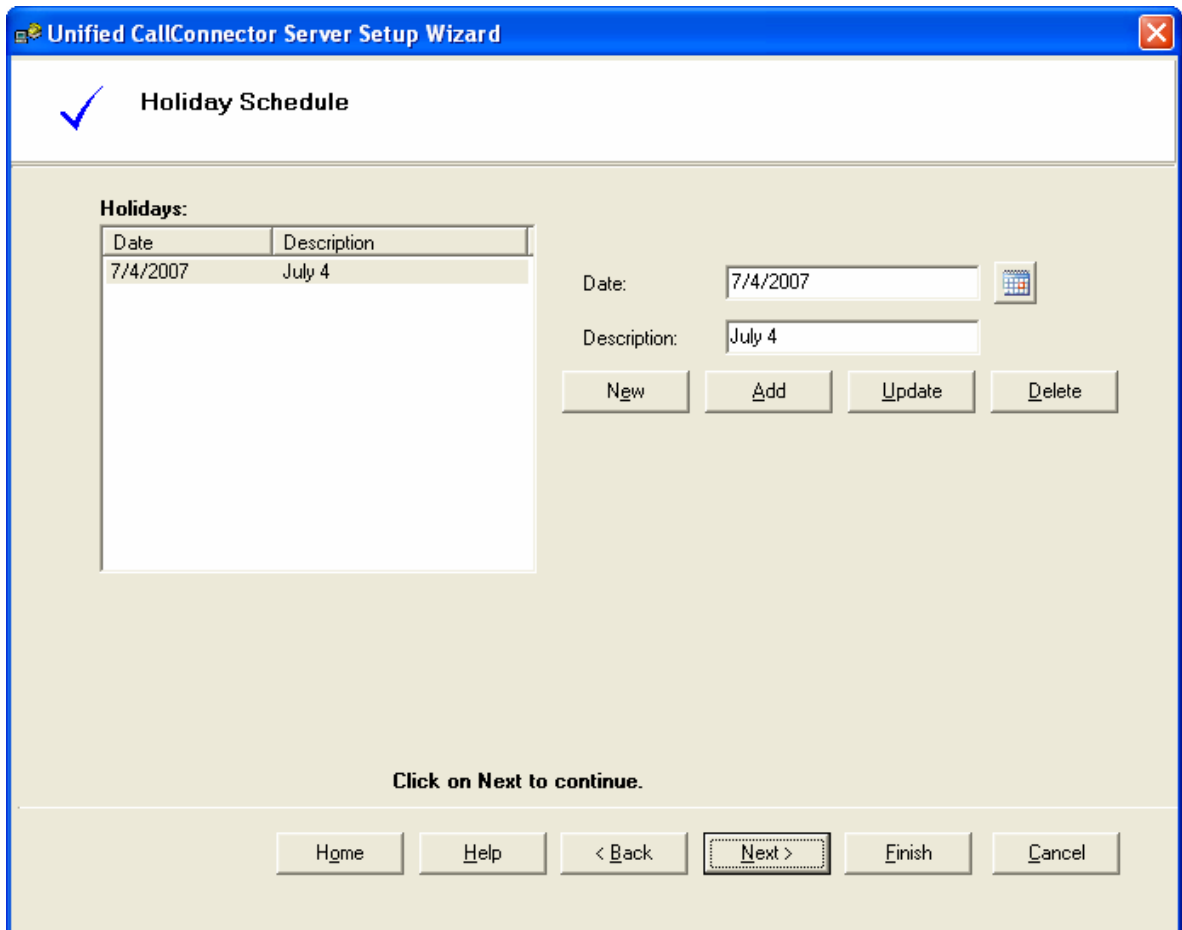 Unified CallConnector Server Setup Wizard
Holiday Schedule
Holidays:
Date Description
7/4/2007 July 4
Date: 7/4/2007
Description: July 4
New Add Update Delete
Click on Next to continue.
Home Help < Back Next > Finish Cancel